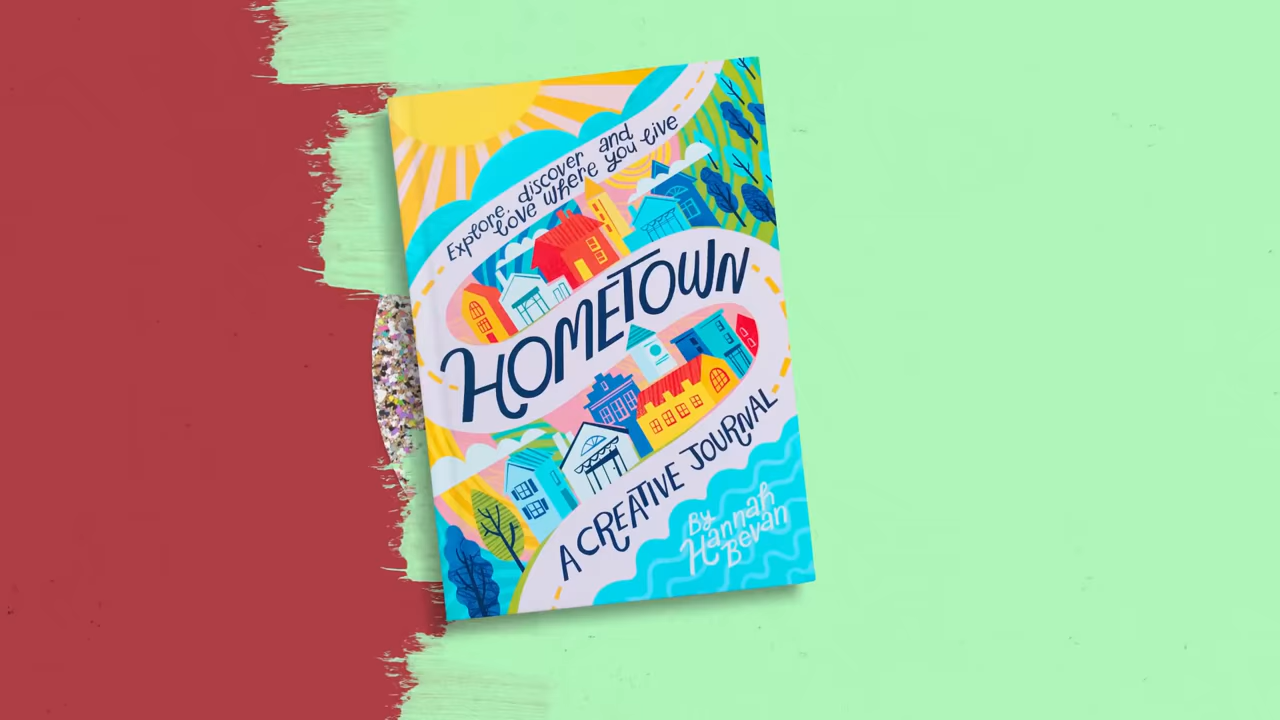 Explore, discover and
love where you live
HOMETOWN
A CREATIVE JOURNAL
By
Hannah
Bevan